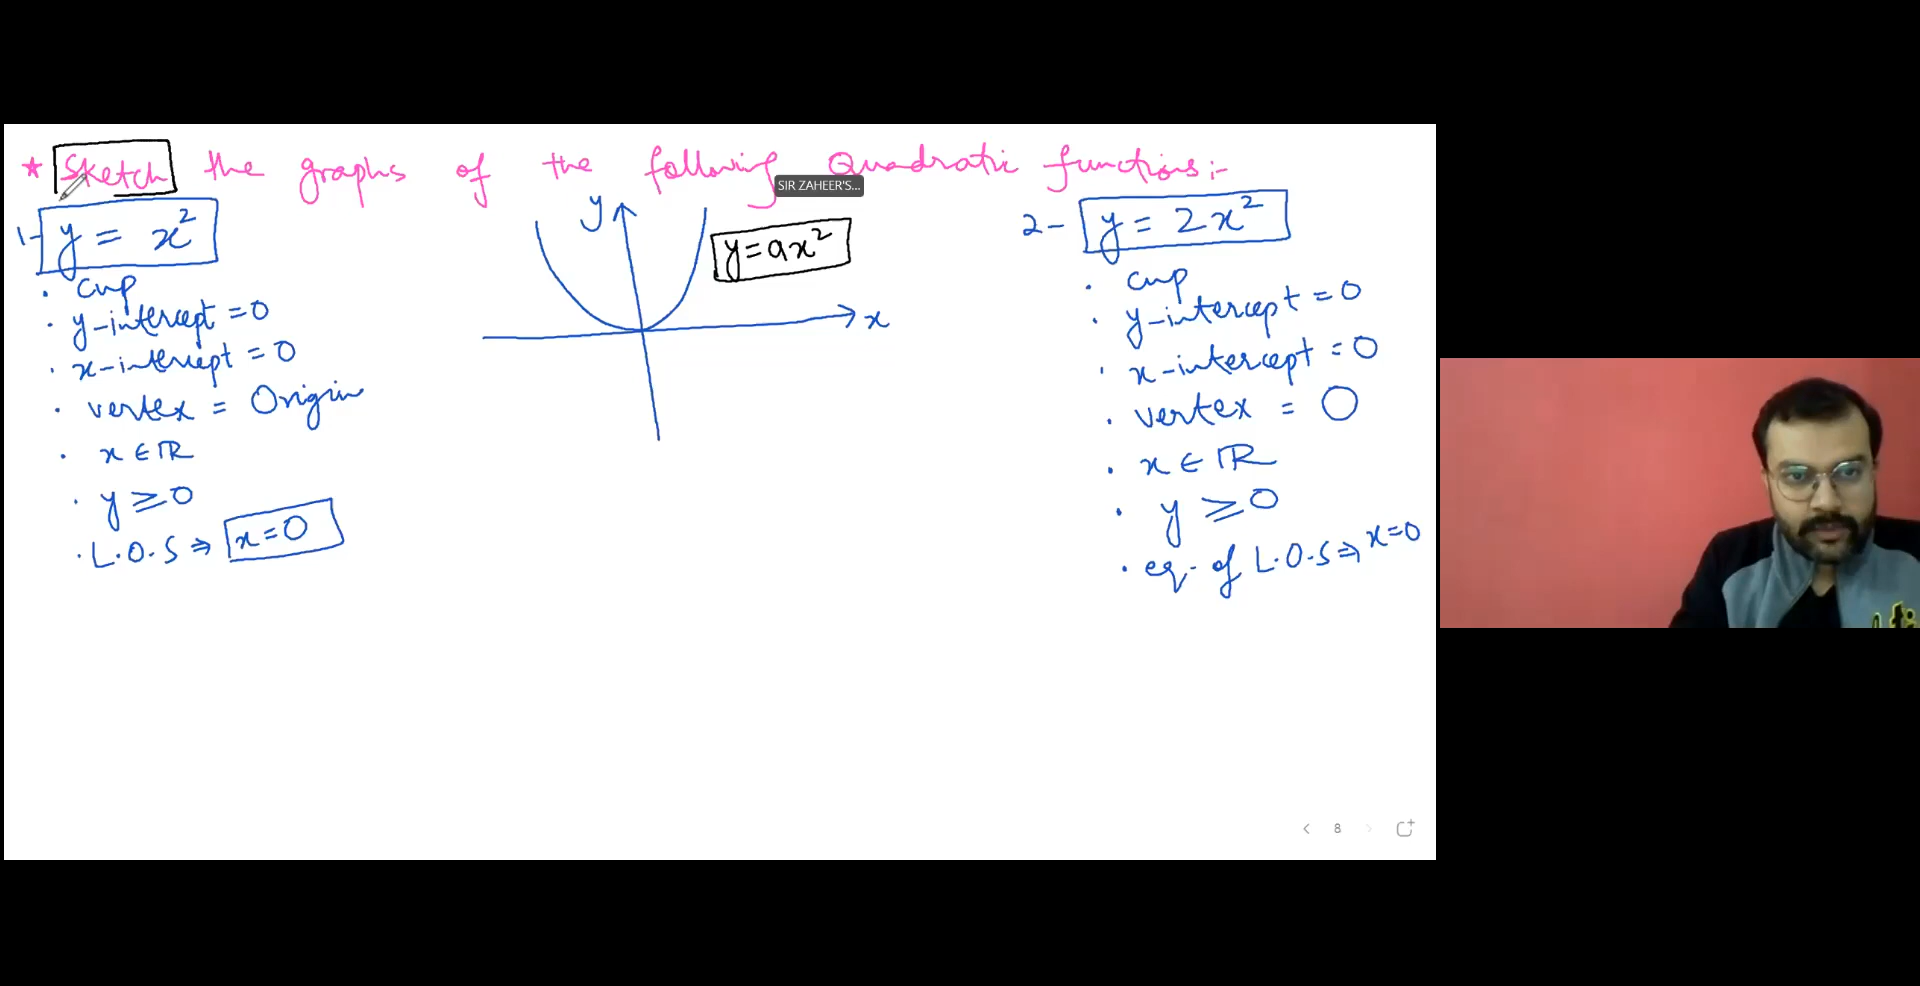 ★ Sketch the graphs of the following Quadratic functions:-
SIR ZAHEER'S...
1- y = x²
· cup
· y-intercept = 0
· x-intercept = 0
· vertex = Origin
· x ∈ ℝ
· y ≥ 0
· L.O.S ⇒ x = 0
y
x
y = ax²
2- y = 2x²
· cup
· y-intercept = 0
· x-intercept = 0
· vertex = O
· x ∈ ℝ
· y ≥ 0
· eq. of L.O.S ⇒ x = 0
< 8 >